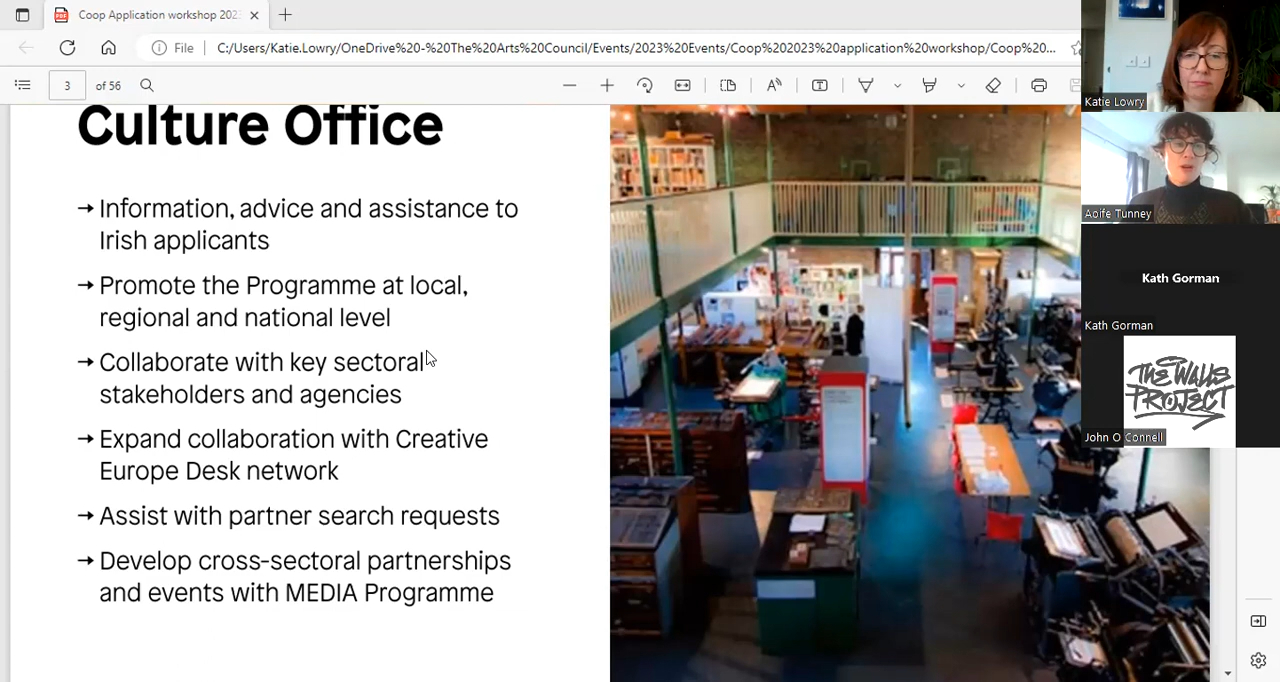 Coop Application workshop 202
File
C:/Users/Katie.Lowry/OneDrive%20-%20The%20Arts%20Council/Events/2023%20Events/Coop%202023%20application%20workshop/Coop%20...
3
of 56
Culture Office
→ Information, advice and assistance to
Irish applicants
→ Promote the Programme at local,
regional and national level
→ Collaborate with key sectoral
stakeholders and agencies
→ Expand collaboration with Creative
Europe Desk network
→ Assist with partner search requests
→ Develop cross-sectoral partnerships
and events with MEDIA Programme
Katie Lowry
Aoife Tunney
Kath Gorman
Kath Gorman
THE WALLS
PROJECT
John O Connell